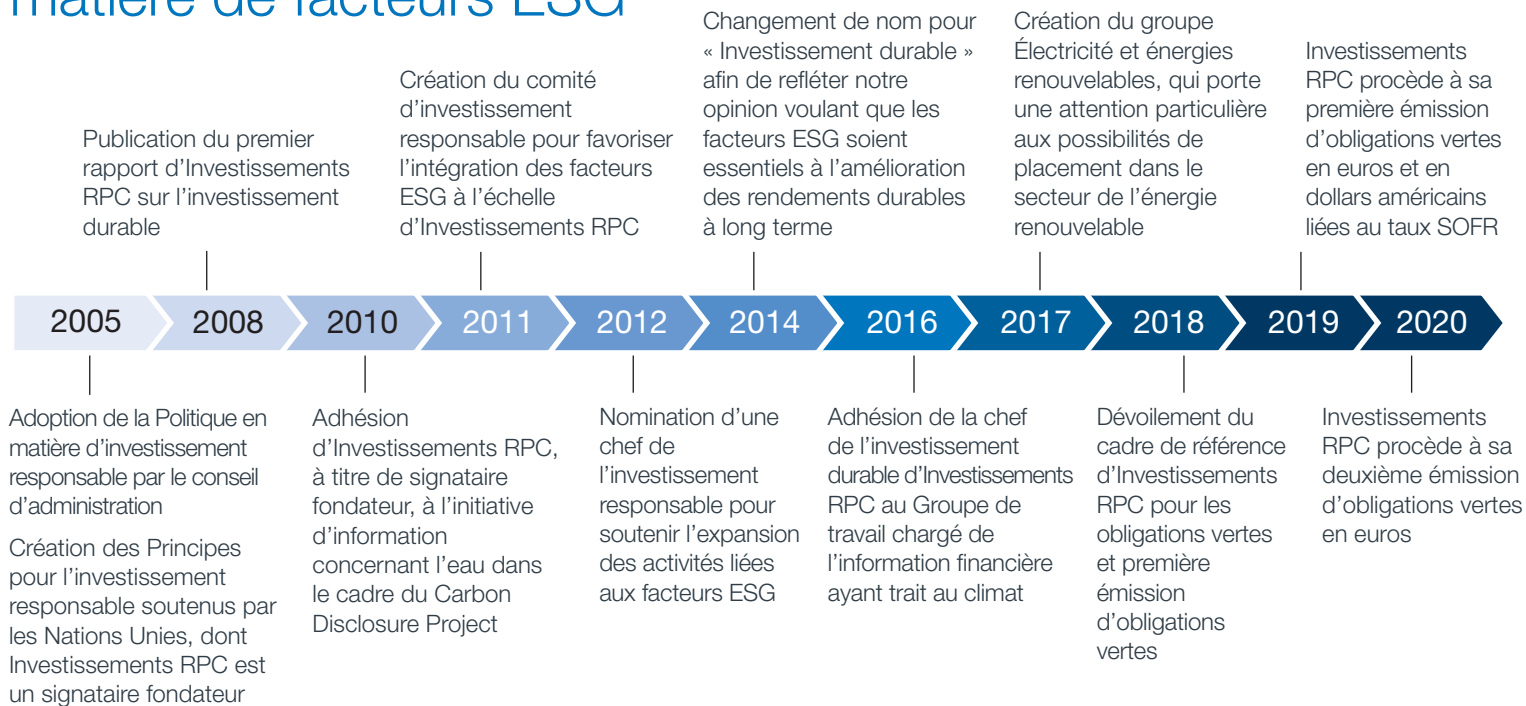 matière de facteurs ESG
Publication du premier
rapport d’Investissements
RPC sur l’investissement
durable
Création du comité
d’investissement
responsable pour favoriser
l’intégration des facteurs
ESG à l’échelle
d’Investissements RPC
Changement de nom pour
« Investissement durable »
afin de refléter notre
opinion voulant que les
facteurs ESG soient
essentiels à l’amélioration
des rendements durables
à long terme
Création du groupe
Électricité et énergies
renouvelables, qui porte
une attention particulière
aux possibilités de
placement dans le
secteur de l’énergie
renouvelable
Investissements
RPC procède à sa
première émission
d’obligations vertes
en euros et en
dollars américains
liées au taux SOFR
2005 2008 2010 2011 2012 2014 2016 2017 2018 2019 2020
Adoption de la Politique en
matière d’investissement
responsable par le conseil
d’administration
Création des Principes
pour l’investissement
responsable soutenus par
les Nations Unies, dont
Investissements RPC est
un signataire fondateur
Adhésion
d’Investissements RPC,
à titre de signataire
fondateur, à l’initiative
d’information
concernant l’eau dans
le cadre du Carbon
Disclosure Project
Nomination d’une
chef de
l’investissement
responsable pour
soutenir l’expansion
des activités liées
aux facteurs ESG
Adhésion de la chef
de l’investissement
durable d’Investissements
RPC au Groupe de
travail chargé de
l’information financière
ayant trait au climat
Dévoilement du
cadre de référence
d’Investissements
RPC pour les
obligations vertes
et première
émission
d’obligations
vertes
Investissements
RPC procède à sa
deuxième émission
d’obligations vertes
en euros